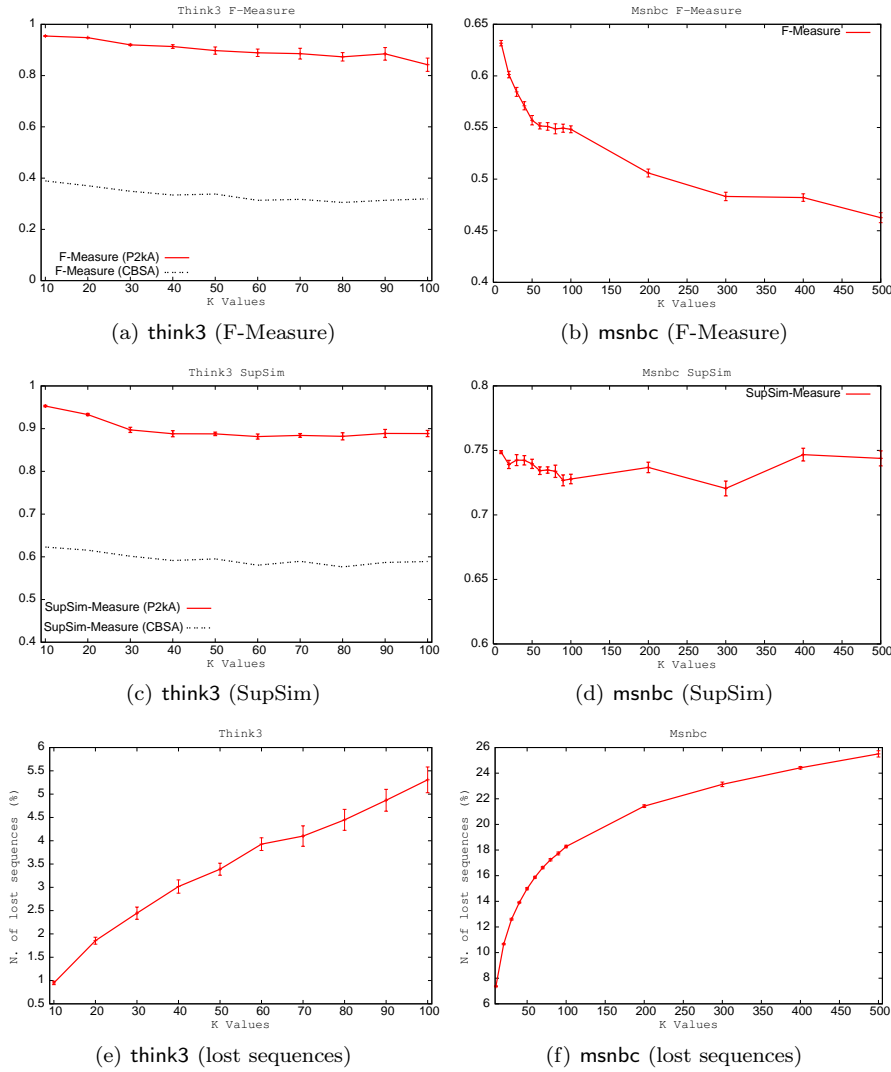 Think3 F-Measure
1
0.8
0.6
0.4
0.2
0
F-Measure (P2kA)
F-Measure (CBSA)
10 20 30 40 50 60 70 80 90 100
K Values
(a) think3 (F-Measure)
Msnbc F-Measure
0.65
0.6
0.55
0.5
0.45
0.4
F-Measure
0 50 100 150 200 250 300 350 400 450 500
K Values
(b) msnbc (F-Measure)
Think3 SupSim
1
0.9
0.8
0.7
0.6
0.5
0.4
SupSim-Measure (P2kA)
SupSim-Measure (CBSA)
10 20 30 40 50 60 70 80 90 100
K Values
(c) think3 (SupSim)
Msnbc SupSim
0.8
0.75
0.7
0.65
0.6
SupSim-Measure
0 50 100 150 200 250 300 350 400 450 500
K Values
(d) msnbc (SupSim)
Think3
N. of lost sequences (%)
6
5.5
5
4.5
4
3.5
3
2.5
2
1.5
1
0.5
10 20 30 40 50 60 70 80 90 100
K Values
(e) think3 (lost sequences)
Msnbc
N. of lost sequences (%)
26
24
22
20
18
16
14
12
10
8
6
50 100 150 200 250 300 350 400 450 500
K Values
(f) msnbc (lost sequences)